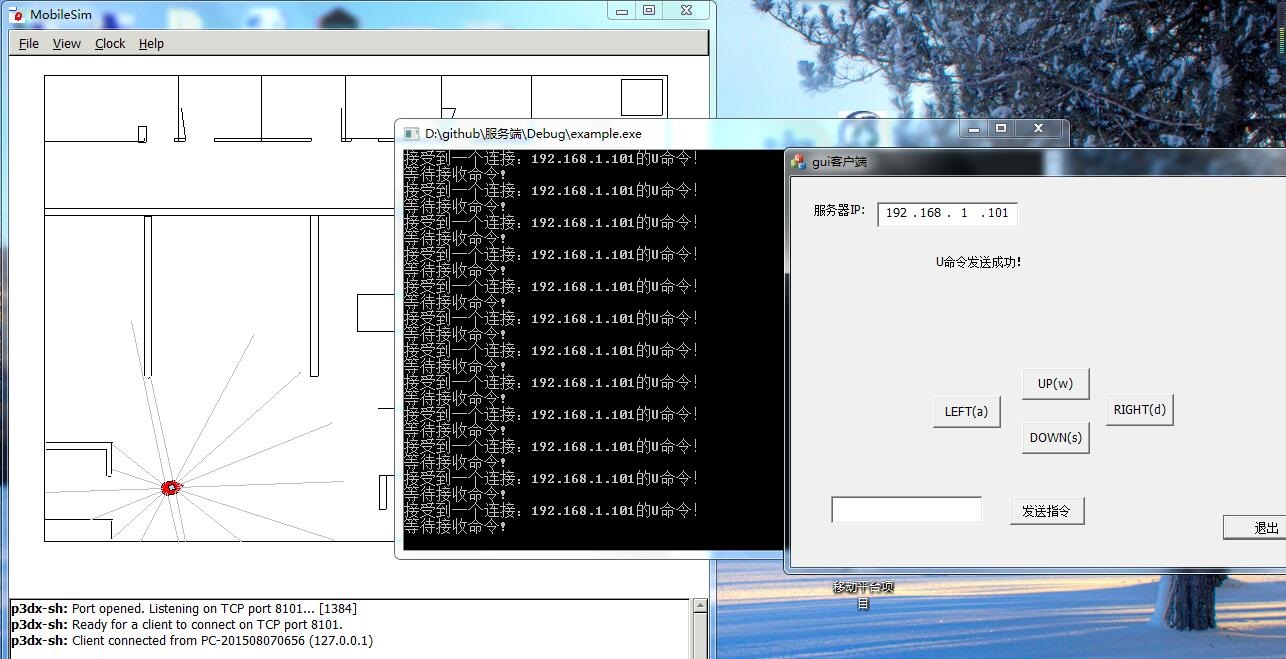 MobileSim
File View Clock Help
p3dx-sh: Port opened. Listening on TCP port 8101... [1384]
p3dx-sh: Ready for a client to connect on TCP port 8101.
p3dx-sh: Client connected from PC-201508070656 (127.0.0.1)
D:\github\服务端\Debug\example.exe
接受到一个连接：192.168.1.101的U命令!
等待接收命令!
接受到一个连接：192.168.1.101的U命令!
等待接收命令!
接受到一个连接：192.168.1.101的U命令!
等待接收命令!
接受到一个连接：192.168.1.101的U命令!
等待接收命令!
接受到一个连接：192.168.1.101的U命令!
等待接收命令!
接受到一个连接：192.168.1.101的U命令!
等待接收命令!
接受到一个连接：192.168.1.101的U命令!
等待接收命令!
接受到一个连接：192.168.1.101的U命令!
等待接收命令!
接受到一个连接：192.168.1.101的U命令!
等待接收命令!
接受到一个连接：192.168.1.101的U命令!
等待接收命令!
接受到一个连接：192.168.1.101的U命令!
等待接收命令!
接受到一个连接：192.168.1.101的U命令!
等待接收命令!
gui客户端
服务器IP: 192 .168 . 1 .101
U命令发送成功!
UP(w)
LEFT(a)
RIGHT(d)
DOWN(s)
发送指令
退出
移动平台项
目